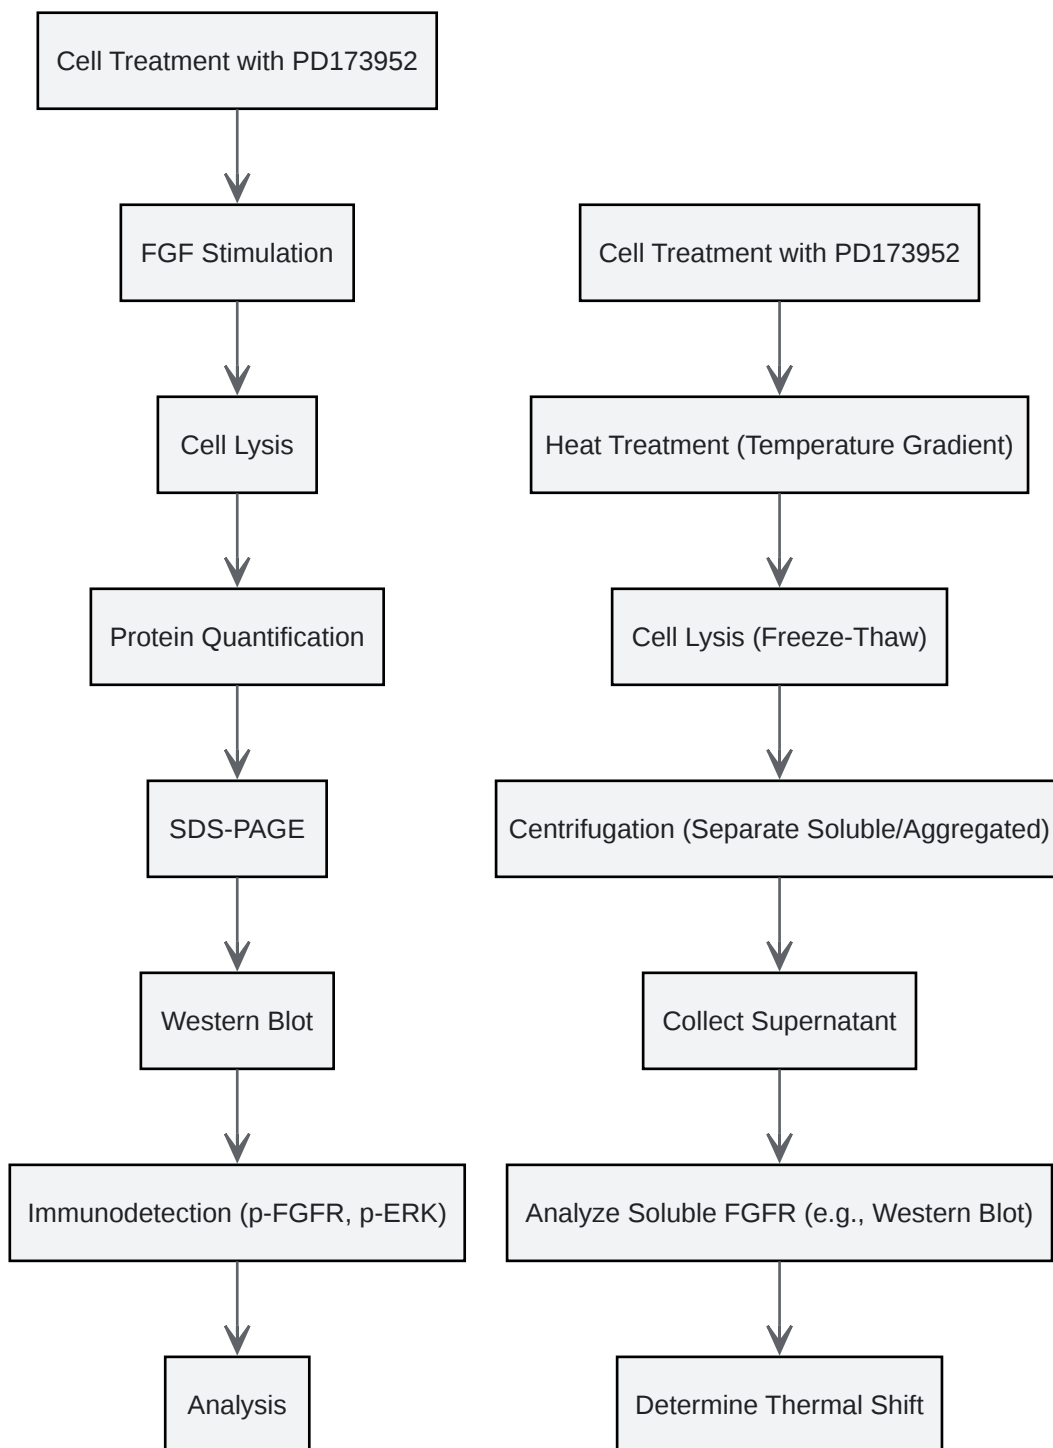 Cell Treatment with PD173952
FGF Stimulation
Cell Lysis
Protein Quantification
SDS-PAGE
Western Blot
Immunodetection (p-FGFR, p-ERK)
Analysis
Cell Treatment with PD173952
Heat Treatment (Temperature Gradient)
Cell Lysis (Freeze-Thaw)
Centrifugation (Separate Soluble/Aggregated)
Collect Supernatant
Analyze Soluble FGFR (e.g., Western Blot)
Determine Thermal Shift